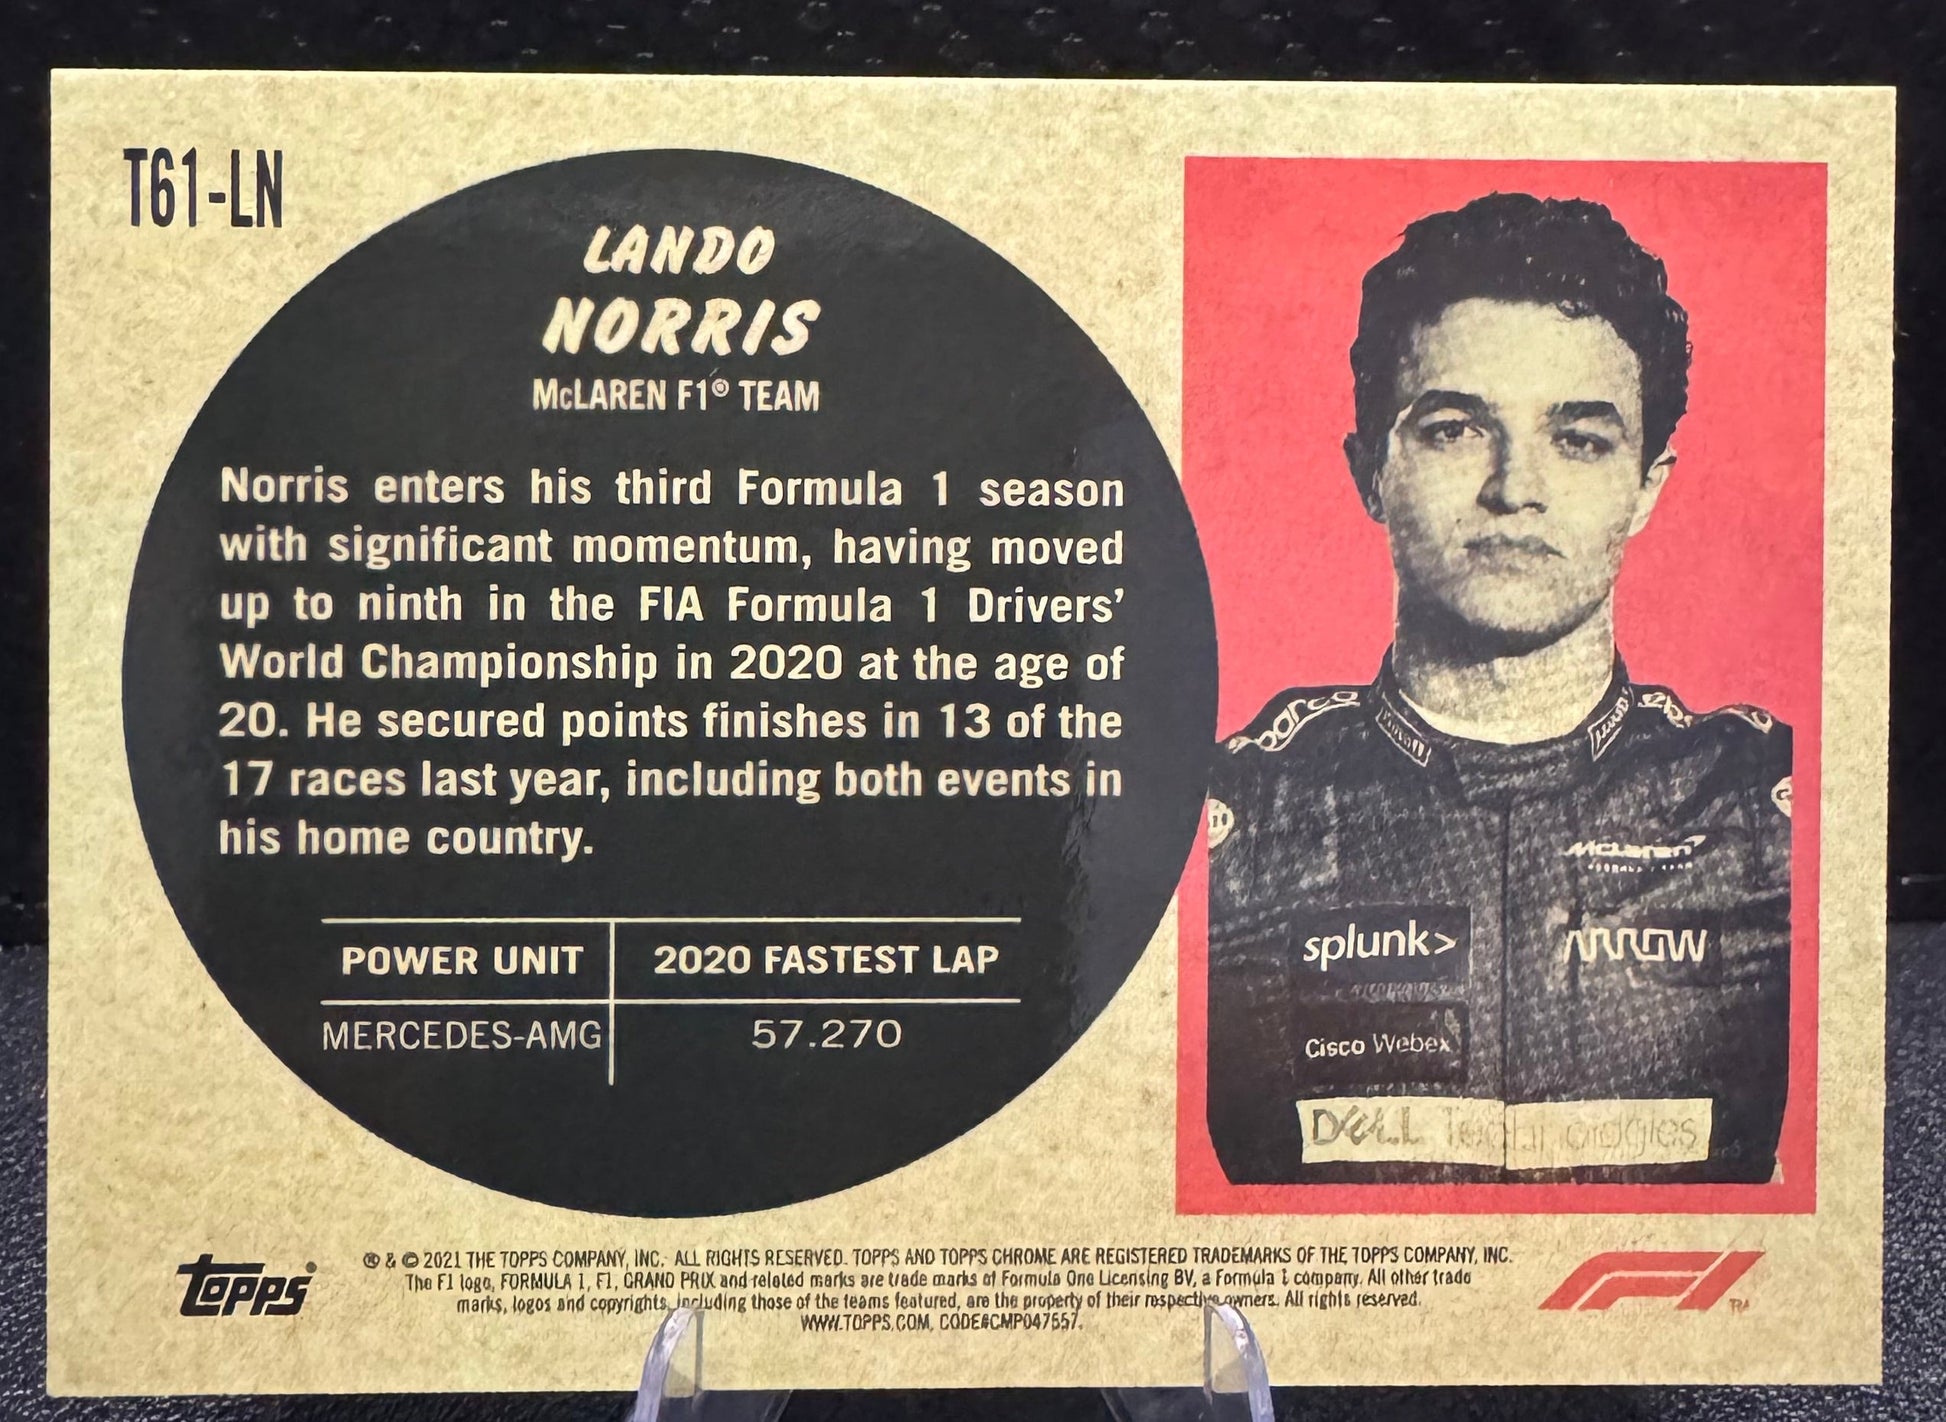 T61-LN
LANDO
NORRIS
McLAREN F1® TEAM
Norris enters his third Formula 1 season
with significant momentum, having moved
up to ninth in the FIA Formula 1 Drivers'
World Championship in 2020 at the age of
20. He secured points finishes in 13 of the
17 races last year, including both events in
his home country.
POWER UNIT 2020 FASTEST LAP
MERCEDES-AMG 57.270
McLaren
splunk> ARROW
Cisco Webex
DELL Technologies
topps
® & © 2021 THE TOPPS COMPANY, INC. ALL RIGHTS RESERVED. TOPPS AND TOPPS CHROME ARE REGISTERED TRADEMARKS OF THE TOPPS COMPANY, INC.
The F1 logo, FORMULA 1, F1, GRAND PRIX and related marks are trade marks of Formula One Licensing BV, a Formula 1 company. All other trade
marks, logos and copyrights, including those of the teams featured, are the property of their respective owners. All rights reserved.
WWW.TOPPS.COM. CODE#CMP047557.
F1